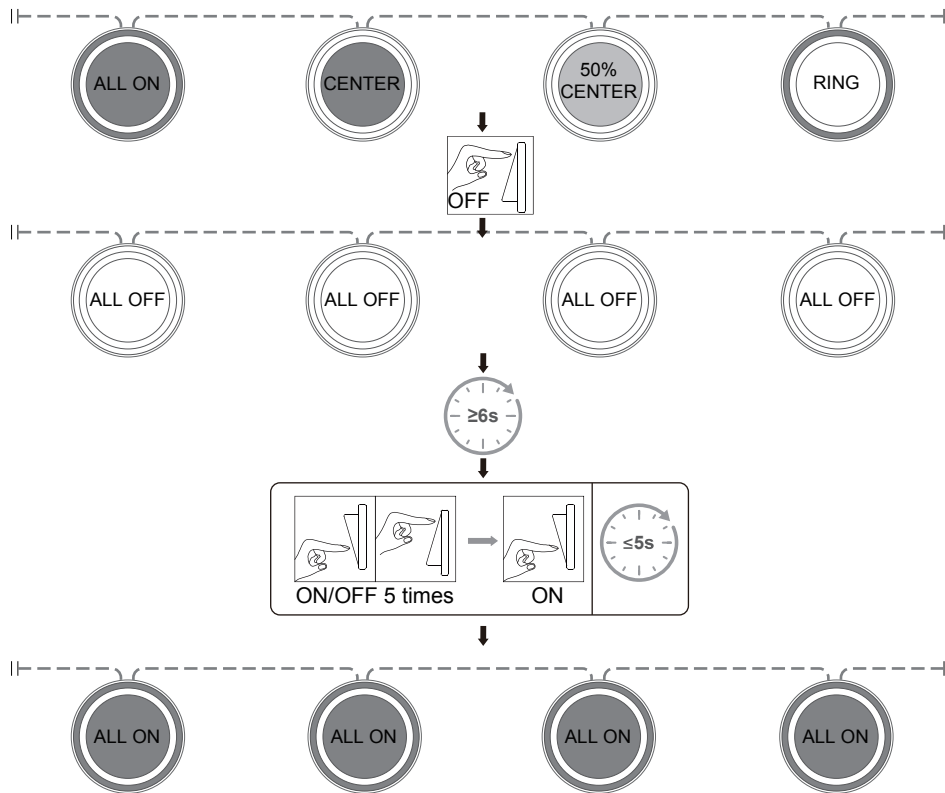 ALL ON
CENTER
50%
CENTER
RING
OFF
ALL OFF
ALL OFF
ALL OFF
ALL OFF
≥6s
≤5s
ON/OFF 5 times
ON
ALL ON
ALL ON
ALL ON
ALL ON